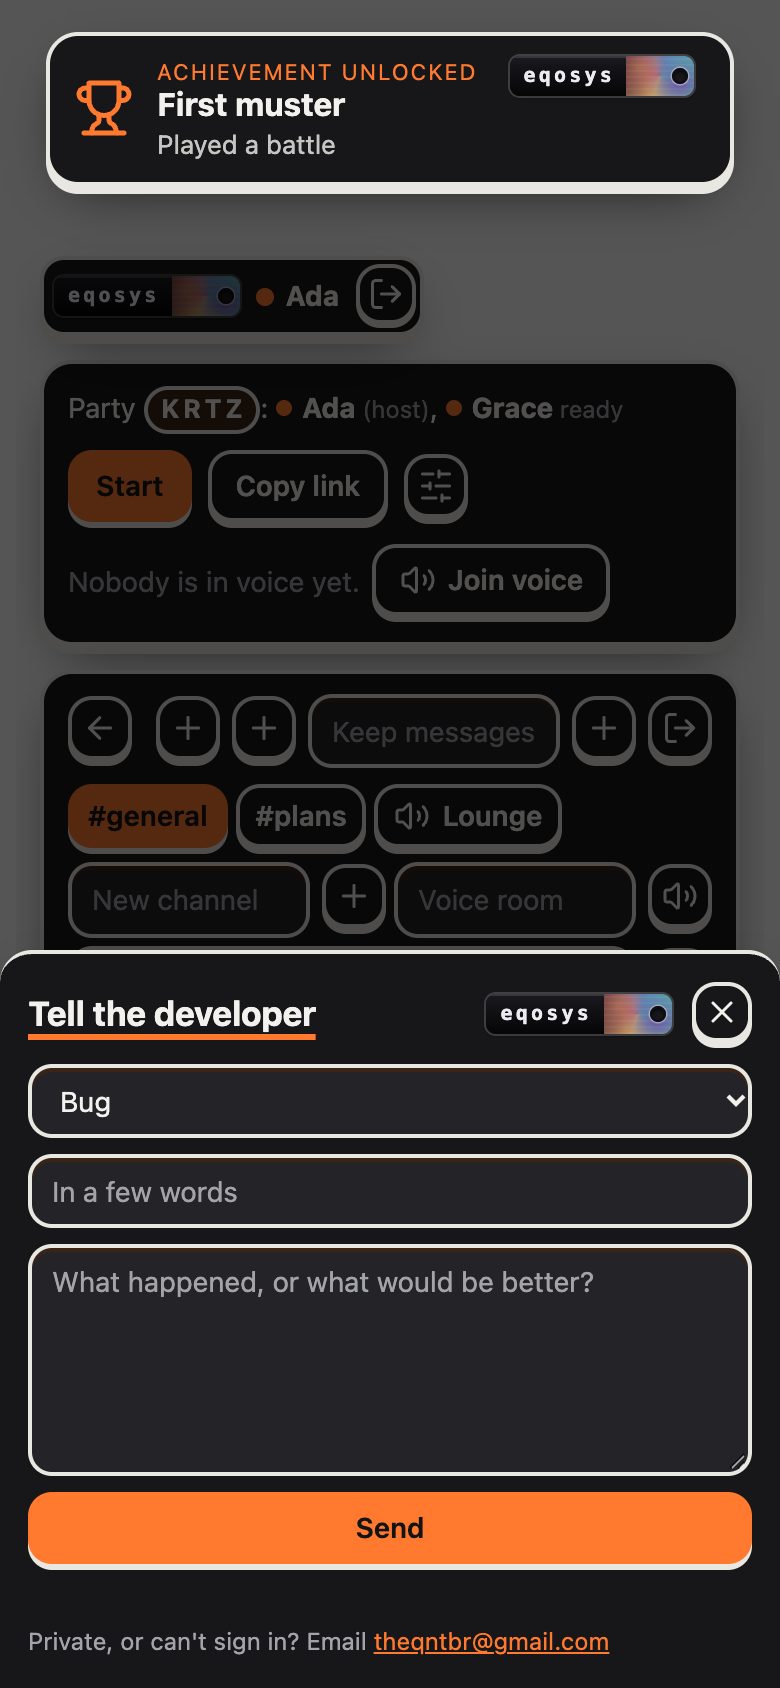 ACHIEVEMENT UNLOCKED
First muster
Played a battle
eqosys
eqosys Ada
Party KRTZ: Ada (host), Grace ready
Start Copy link
Nobody is in voice yet. Join voice
Keep messages
#general #plans Lounge
New channel Voice room
Tell the developer eqosys
Bug
In a few words
What happened, or what would be better?
Send
Private, or can't sign in? Email theqntbr@gmail.com